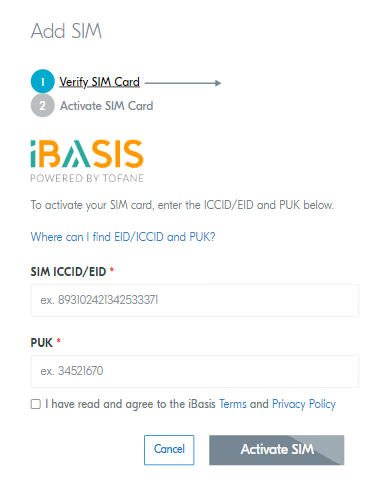 Add SIM
1 Verify SIM Card
2 Activate SIM Card
iBASIS
POWERED BY TOFANE
To activate your SIM card, enter the ICCID/EID and PUK below.
Where can I find EID/ICCID and PUK?
SIM ICCID/EID *
ex. 893102421342533371
PUK *
ex. 34521670
I have read and agree to the iBasis Terms and Privacy Policy
Cancel Activate SIM